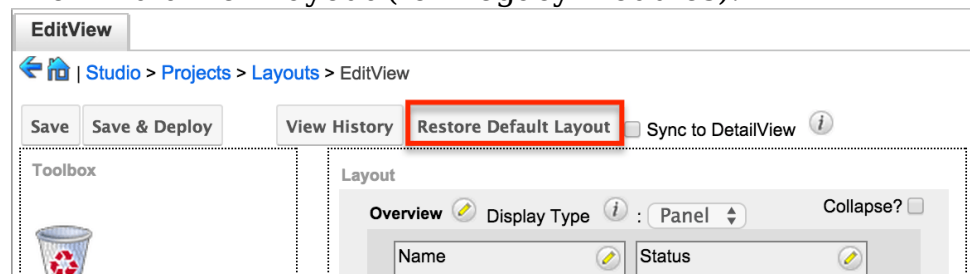 EditView
| Studio > Projects > Layouts > EditView
Save Save & Deploy View History Restore Default Layout Sync to DetailView i
Toolbox
Layout
Overview Display Type i : Panel Collapse?
Name Status